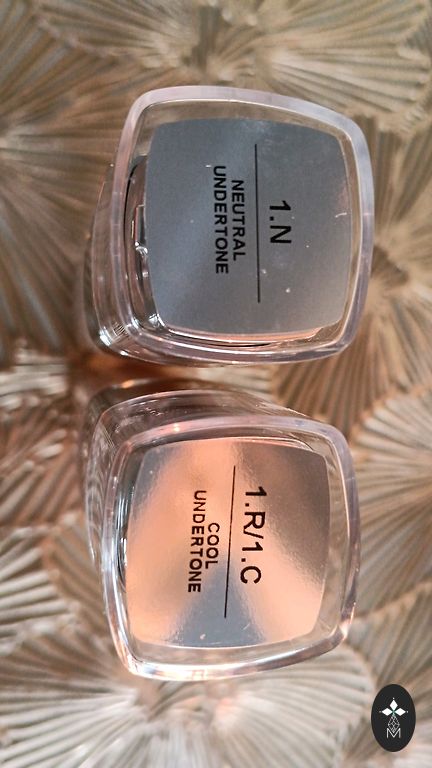 1.N
NEUTRAL
UNDERTONE
1.R/1.C
COOL
UNDERTONE
M